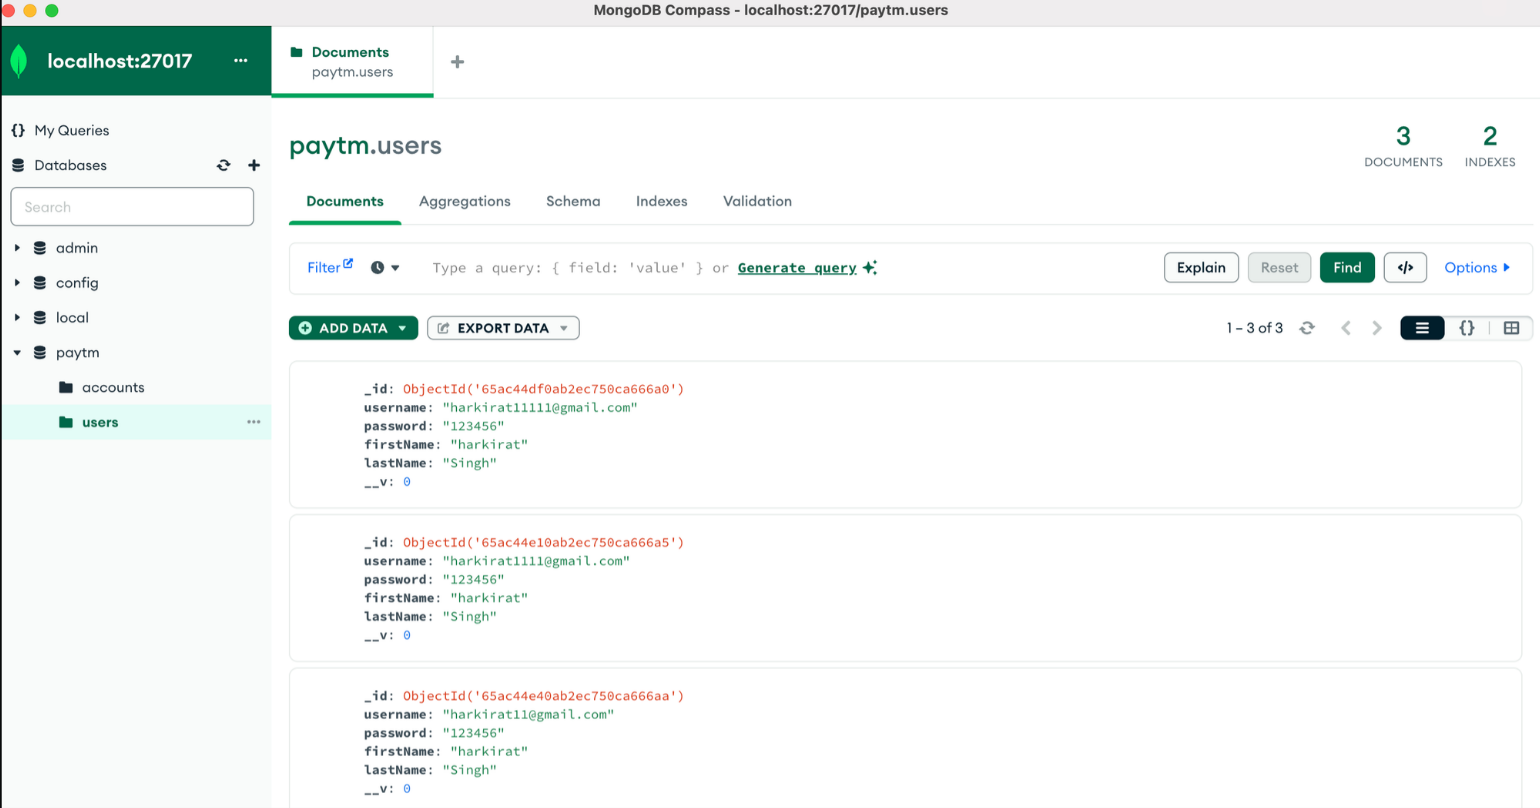 MongoDB Compass - localhost:27017/paytm.users
localhost:27017 ...
Documents
paytm.users
+
{} My Queries
Databases
Search
admin
config
local
paytm
accounts
users ...
paytm.users
3
DOCUMENTS
2
INDEXES
Documents Aggregations Schema Indexes Validation
Filter Type a query: { field: 'value' } or Generate query Explain Reset Find </> Options
ADD DATA EXPORT DATA 1 – 3 of 3 {}
_id: ObjectId('65ac44df0ab2ec750ca666a0')
username: "harkirat11111@gmail.com"
password: "123456"
firstName: "harkirat"
lastName: "Singh"
__v: 0
_id: ObjectId('65ac44e10ab2ec750ca666a5')
username: "harkirat1111@gmail.com"
password: "123456"
firstName: "harkirat"
lastName: "Singh"
__v: 0
_id: ObjectId('65ac44e40ab2ec750ca666aa')
username: "harkirat11@gmail.com"
password: "123456"
firstName: "harkirat"
lastName: "Singh"
__v: 0